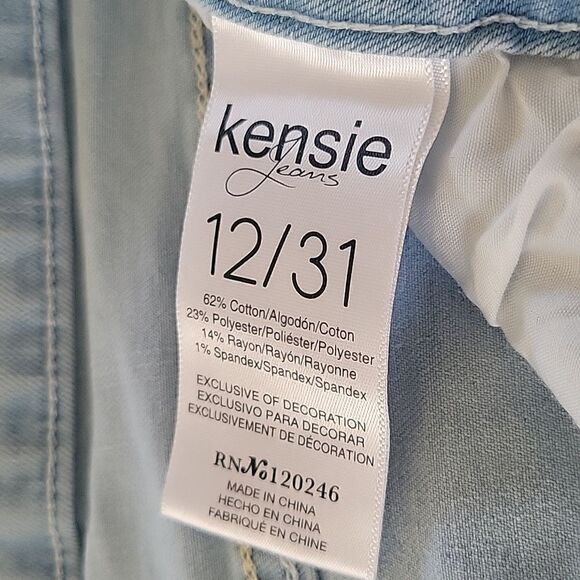 kensie
Jeans
12/31
62% Cotton/Algodón/Coton
23% Polyester/Poliéster/Polyester
14% Rayon/Rayón/Rayonne
1% Spandex/Spandex/Spandex
EXCLUSIVE OF DECORATION
EXCLUSIVO PARA DECORAR
EXCLUSIVEMENT DE DÉCORATION
RN No 120246
MADE IN CHINA
HECHO EN CHINA
FABRIQUÉ EN CHINE